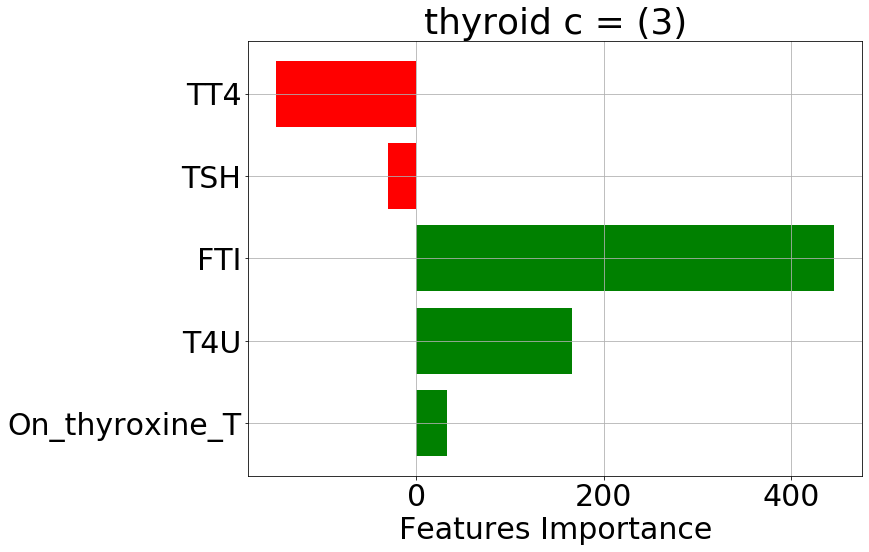 thyroid c = (3)
TT4
TSH
FTI
T4U
On_thyroxine_T
0 200 400
Features Importance